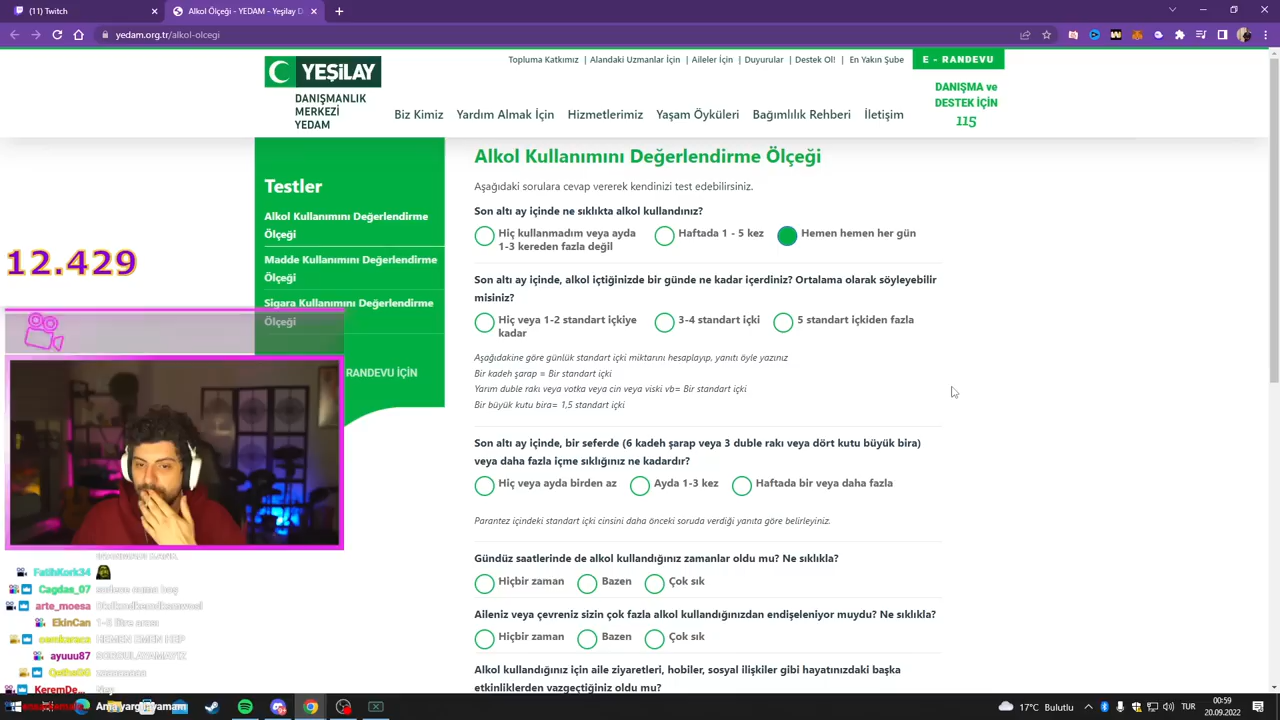 (1) Twitter
YT Yayında - Twitch
yedam.org.tr/alkol-olcegi
YEŞİLAY
DANIŞMANLIK
MERKEZİ
YEDAM
Topluma Katkımız | Alandaki Uzmanlar İçin | Aileler İçin | Duyurular | Destek Ol! | En Yakın Şube
E - RANDEVU
Biz Kimiz Yardım Almak İçin Hizmetlerimiz Yaşam Öyküleri Bağımlılık Rehberi İletişim
DANIŞMA ve
DESTEK İÇİN
115
Testler
Alkol Kullanımını Değerlendirme
Ölçeği
Madde Kullanımını Değerlendirme
Ölçeği
Sigara Kullanımını Değerlendirme
Ölçeği
RANDEVU İÇİN
12.429
Alkol Kullanımını Değerlendirme Ölçeği
Aşağıdaki sorulara cevap vererek kendinizi test edebilirsiniz.
Son altı ay içinde ne sıklıkta alkol kullandınız?
Hiç kullanmadım veya ayda
1-3 kereden fazla değil
Haftada 1 - 5 kez
Hemen hemen her gün
Son altı ay içinde, alkol içtiğinizde bir günde ne kadar içerdiniz? Ortalama olarak söyleyebilir
misiniz?
Hiç veya 1-2 standart içkiye
kadar
3-4 standart içki
5 standart içkiden fazla
Aşağıdakine göre günlük standart içki miktarını hesaplayıp, yanıtı öyle yazınız
Bir kadeh şarap = Bir standart içki
Yarım duble rakı veya votka veya cin veya viski vb= Bir standart içki
Bir büyük kutu bira= 1,5 standart içki
Son altı ay içinde, bir seferde (6 kadeh şarap veya 3 duble rakı veya dört kutu büyük bira)
veya daha fazla içme sıklığınız ne kadardır?
Hiç veya ayda birden az Ayda 1-3 kez Haftada bir veya daha fazla
Parantez içindeki standart içki cinsini daha önceki soruda verdiği yanıta göre belirleyiniz.
Gündüz saatlerinde de alkol kullandığınız zamanlar oldu mu? Ne sıklıkla?
Hiçbir zaman Bazen Çok sık
Aileniz veya çevreniz sizin çok fazla alkol kullandığınızdan endişeleniyor muydu? Ne sıklıkla?
Hiçbir zaman Bazen Çok sık
Alkol kullandığınız için aile ziyaretleri, hobiler, sosyal ilişkiler gibi hayatınızdaki başka
etkinliklerden vazgeçtiğiniz oldu mu?
FatihKork34
Cagdas_07
arte_moesa
EkinCan
cemkaraca
ayuuu87
KeremDe...
17°C Bulutlu
TUR
00:59
20.09.2022